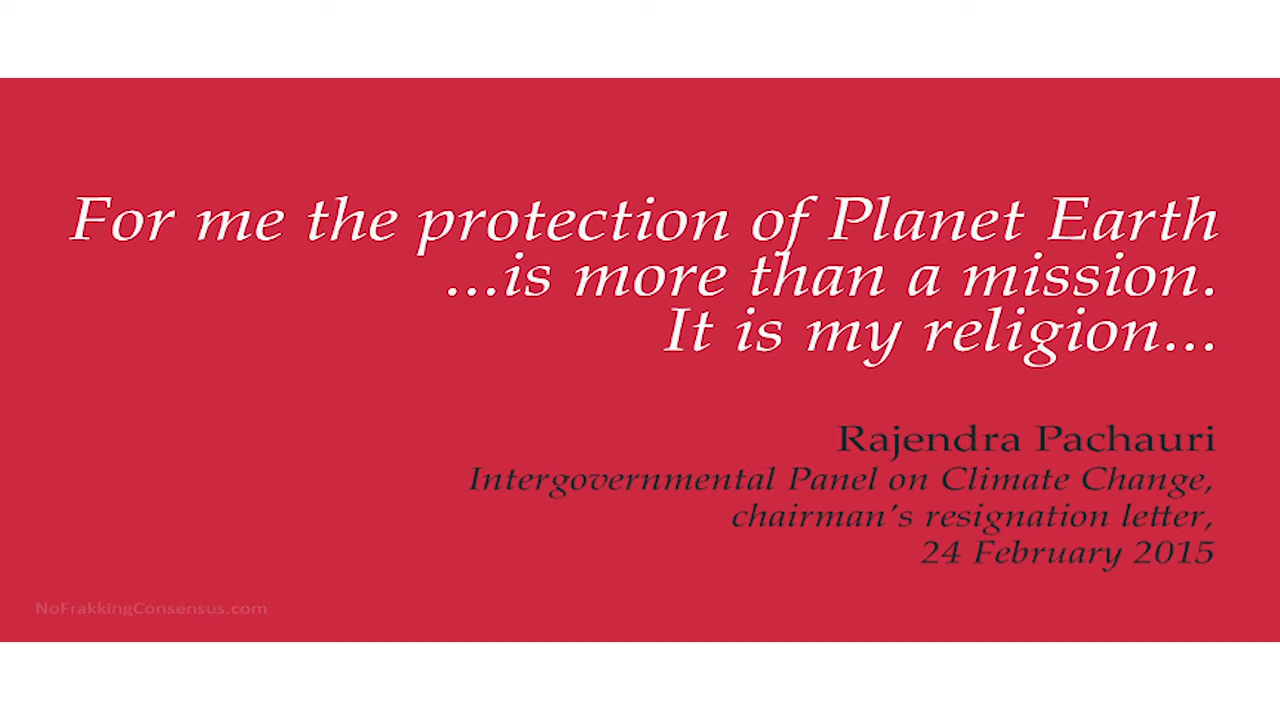 For me the protection of Planet Earth
...is more than a mission.
It is my religion...
Rajendra Pachauri
Intergovernmental Panel on Climate Change,
chairman's resignation letter,
24 February 2015
NoFrakkingConsensus.com